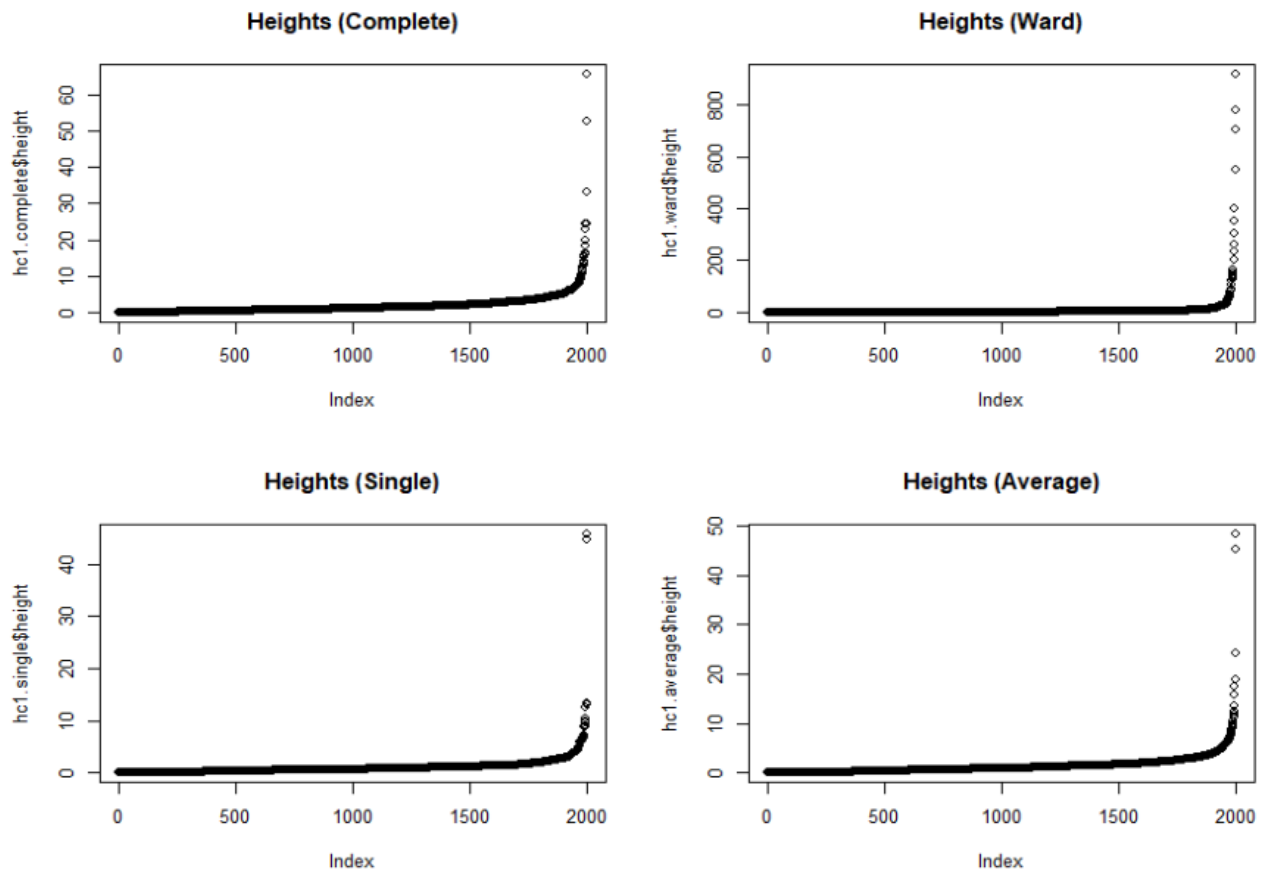 Heights (Complete)
hc1.complete$height
0 10 20 30 40 50 60
0 500 1000 1500 2000
Index
Heights (Ward)
hc1.ward$height
0 200 400 600 800
0 500 1000 1500 2000
Index
Heights (Single)
hc1.single$height
0 10 20 30 40
0 500 1000 1500 2000
Index
Heights (Average)
hc1.average$height
0 10 20 30 40 50
0 500 1000 1500 2000
Index